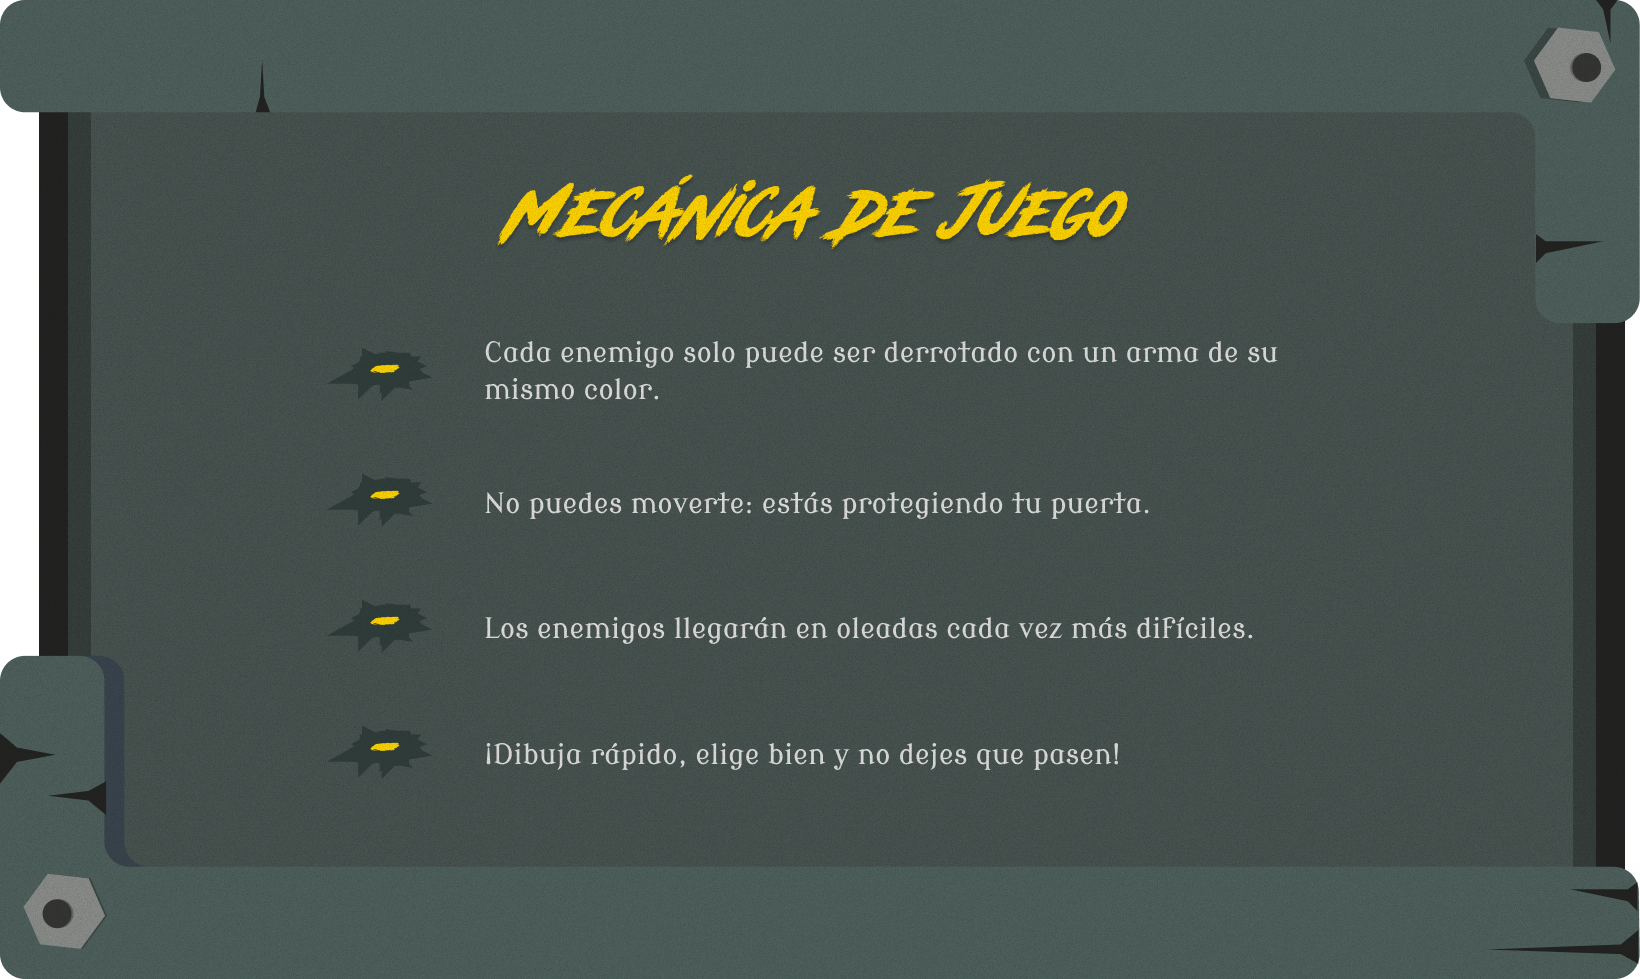 MECÁNICA DE JUEGO
Cada enemigo solo puede ser derrotado con un arma de su
mismo color.
No puedes moverte: estás protegiendo tu puerta.
Los enemigos llegarán en oleadas cada vez más difíciles.
¡Dibuja rápido, elige bien y no dejes que pasen!